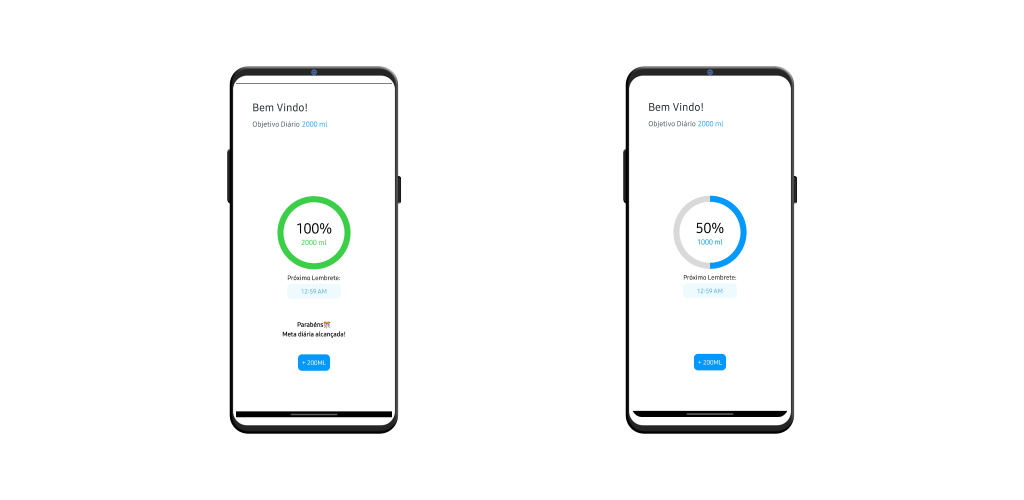 Bem Vindo!
Objetivo Diário 2000 ml
100%
2000 ml
Próximo Lembrete:
12:59 AM
Parabéns🎊
Meta diária alcançada!
+ 200ML
Bem Vindo!
Objetivo Diário 2000 ml
50%
1000 ml
Próximo Lembrete:
12:59 AM
+ 200ML